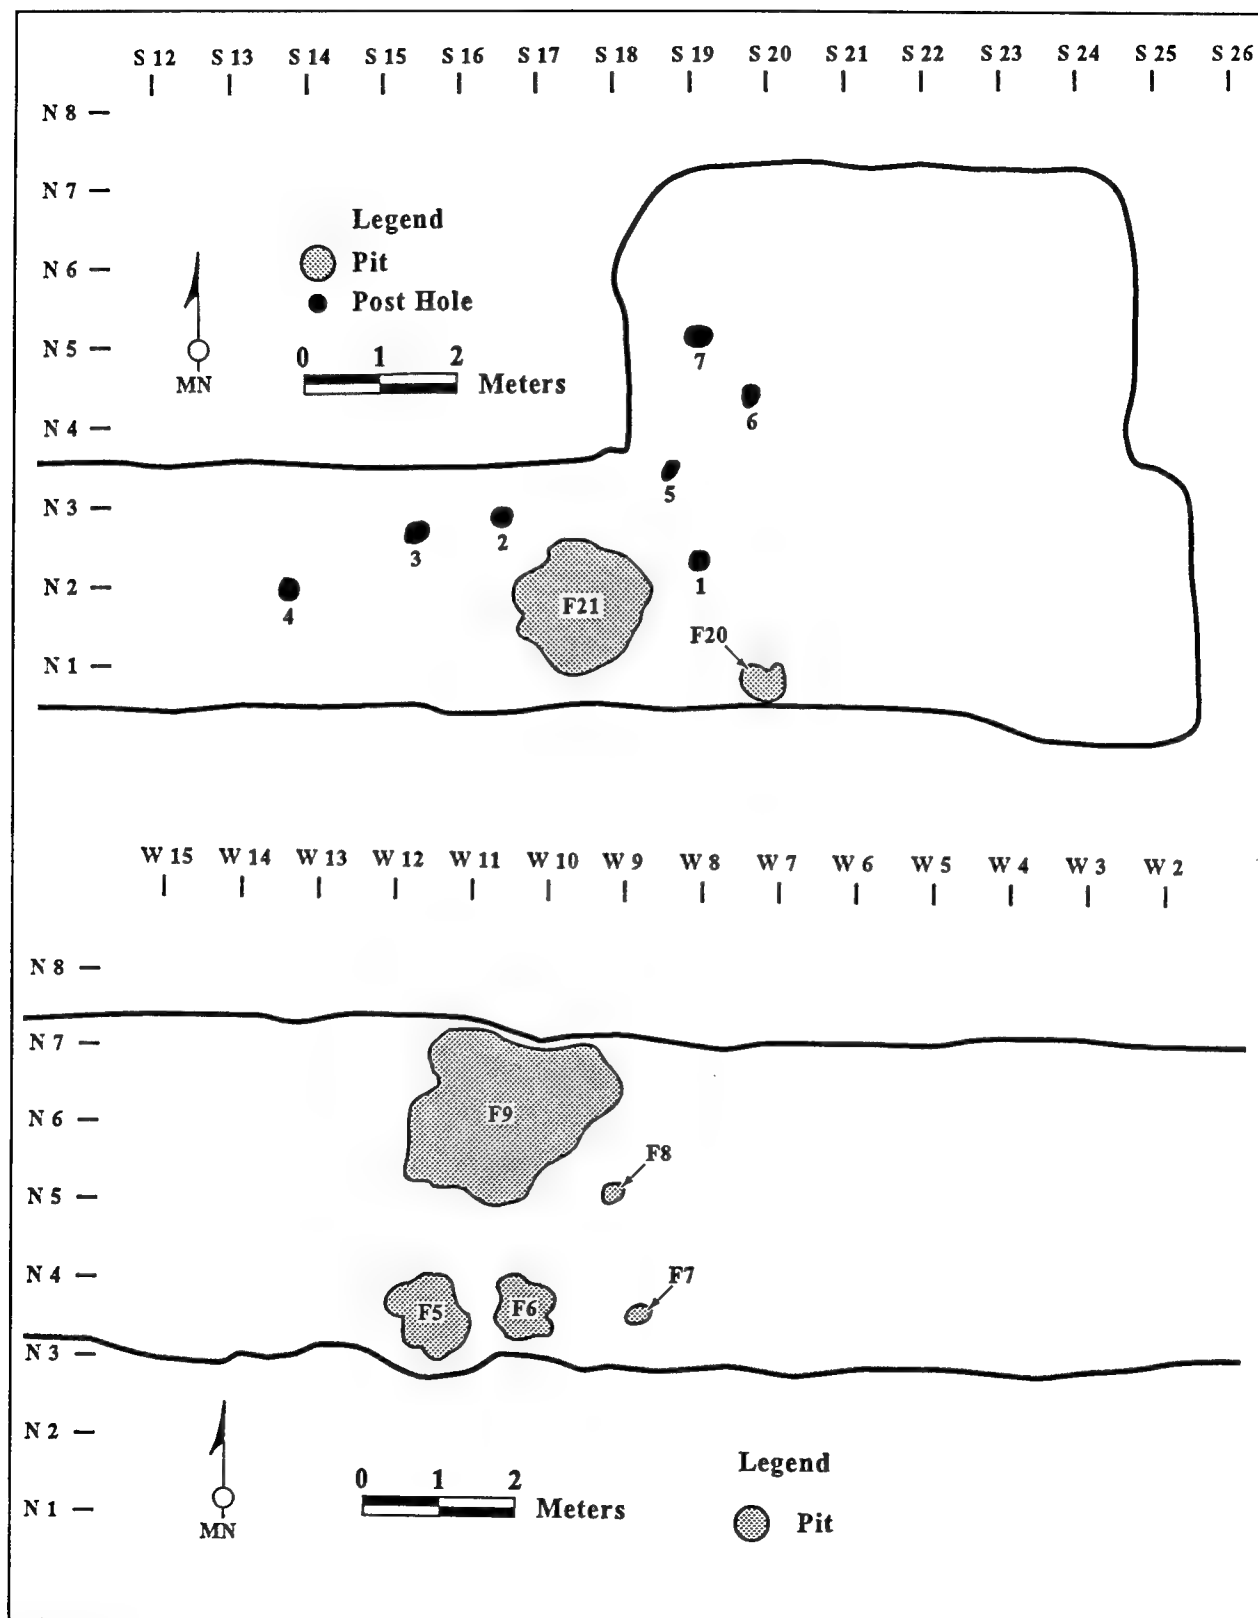 S 12 S 13 S 14 S 15 S 16 S 17 S 18 S 19 S 20 S 21 S 22 S 23 S 24 S 25 S 26
N 8
N 7
Legend
Pit
N 6
Post Hole
N 5
7
0 1 2
Meters
MN
N 4
6
5
N 3
2
3
N 2
1
4
F21
F20
N 1
W 15 W 14 W 13 W 12 W 11 W 10 W 9 W 8 W 7 W 6 W 5 W 4 W 3 W 2
N 8
N 7
N 6
F9
F8
N 5
N 4
F7
F5
F6
N 3
N 2
Legend
0 1 2
Meters
N 1
MN
Pit